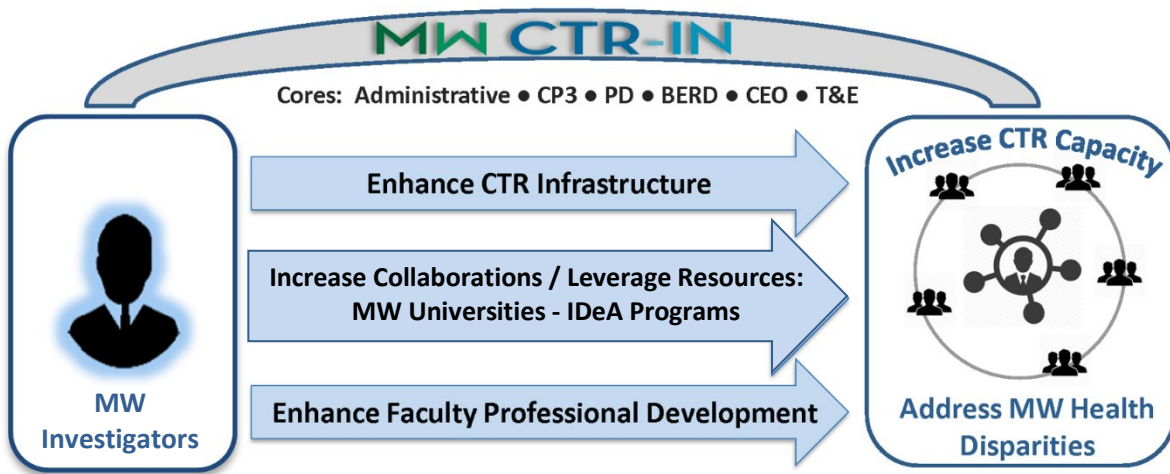 MW CTR-IN
Cores: Administrative ● CP3 ● PD ● BERD ● CEO ● T&E
MW
Investigators
Enhance CTR Infrastructure
Increase Collaborations / Leverage Resources:
MW Universities - IDeA Programs
Enhance Faculty Professional Development
Increase CTR Capacity
Address MW Health
Disparities